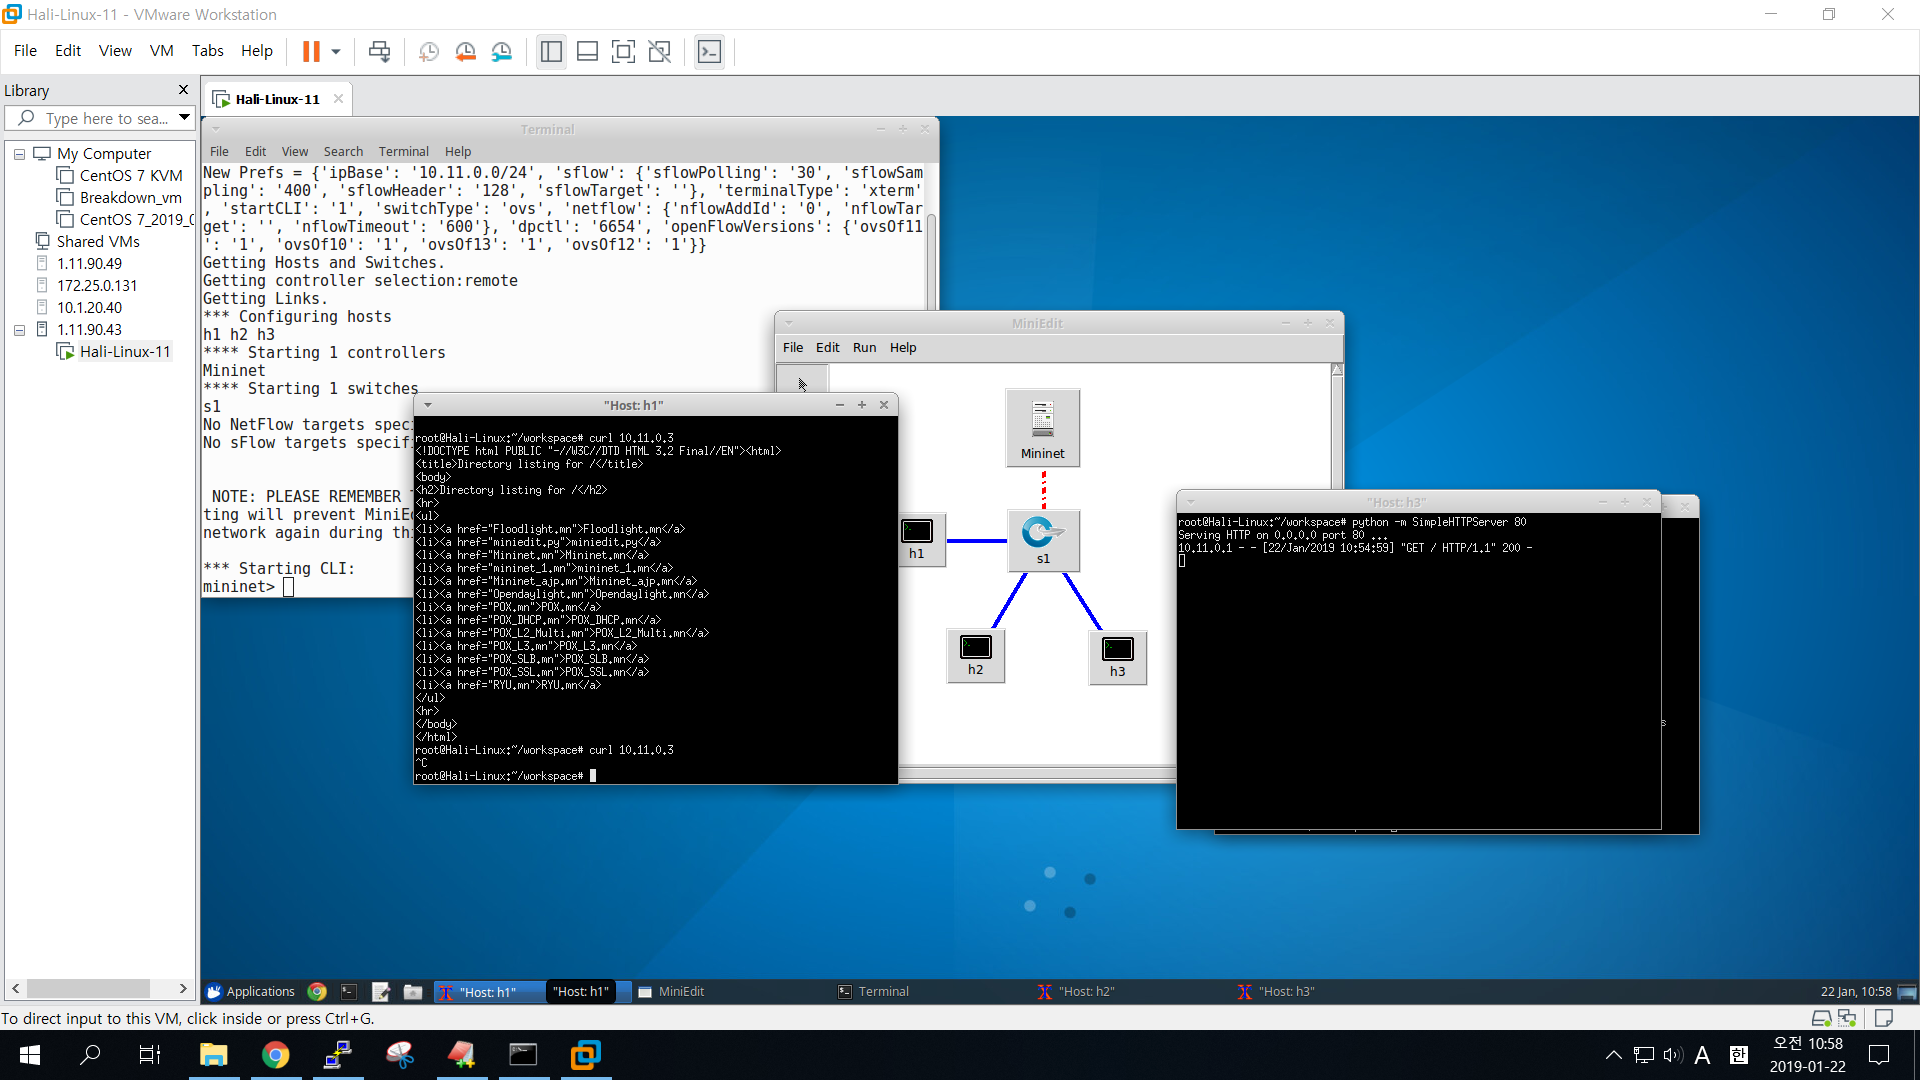 Hali-Linux-11 - VMware Workstation
File Edit View VM Tabs Help
Library
Type here to sea...
My Computer
CentOS 7 KVM
Breakdown_vm
CentOS 7_2019_0
Shared VMs
1.11.90.49
172.25.0.131
10.1.20.40
1.11.90.43
Hali-Linux-11
Hali-Linux-11
Terminal
File Edit View Search Terminal Help
New Prefs = {'ipBase': '10.11.0.0/24', 'sflow': {'sflowPolling': '30', 'sflowSam
pling': '400', 'sflowHeader': '128', 'sflowTarget': ''}, 'terminalType': 'xterm'
, 'startCLI': '1', 'switchType': 'ovs', 'netflow': {'nflowAddId': '0', 'nflowTar
get': '', 'nflowTimeout': '600'}, 'dpctl': '6654', 'openFlowVersions': {'ovsOf11
': '1', 'ovsOf10': '1', 'ovsOf13': '1', 'ovsOf12': '1'}}
Getting Hosts and Switches.
Getting controller selection:remote
Getting Links.
*** Configuring hosts
h1 h2 h3
**** Starting 1 controllers
Mininet
**** Starting 1 switches
s1
No NetFlow targets spec
No sFlow targets specif
NOTE: PLEASE REMEMBER
ting will prevent MiniE
network again during th
*** Starting CLI:
mininet>
MiniEdit
File Edit Run Help
Mininet
h1
s1
h2
h3
"Host: h1"
root@Hali-Linux:~/workspace# curl 10.11.0.3
<!DOCTYPE html PUBLIC "-//W3C//DTD HTML 3.2 Final//EN"><html>
<title>Directory listing for /</title>
<body>
<h2>Directory listing for /</h2>
<hr>
<ul>
<li><a href="Floodlight.mn">Floodlight.mn</a>
<li><a href="miniedit.py">miniedit.py</a>
<li><a href="Mininet.mn">Mininet.mn</a>
<li><a href="mininet_1.mn">mininet_1.mn</a>
<li><a href="Mininet_ajp.mn">Mininet_ajp.mn</a>
<li><a href="Opendaylight.mn">Opendaylight.mn</a>
<li><a href="POX.mn">POX.mn</a>
<li><a href="POX_DHCP.mn">POX_DHCP.mn</a>
<li><a href="POX_L2_Multi.mn">POX_L2_Multi.mn</a>
<li><a href="POX_L3.mn">POX_L3.mn</a>
<li><a href="POX_SLB.mn">POX_SLB.mn</a>
<li><a href="POX_SSL.mn">POX_SSL.mn</a>
<li><a href="RYU.mn">RYU.mn</a>
</ul>
<hr>
</body>
</html>
root@Hali-Linux:~/workspace# curl 10.11.0.3
^C
root@Hali-Linux:~/workspace#
"Host: h3"
root@Hali-Linux:~/workspace# python -m SimpleHTTPServer 80
Serving HTTP on 0.0.0.0 port 80 ...
10.11.0.1 - - [22/Jan/2019 10:54:59] "GET / HTTP/1.1" 200 -
s
Applications "Host: h1" "Host: h1" MiniEdit Terminal "Host: h2" "Host: h3" 22 Jan, 10:58
To direct input to this VM, click inside or press Ctrl+G.
A 한 오전 10:58
2019-01-22